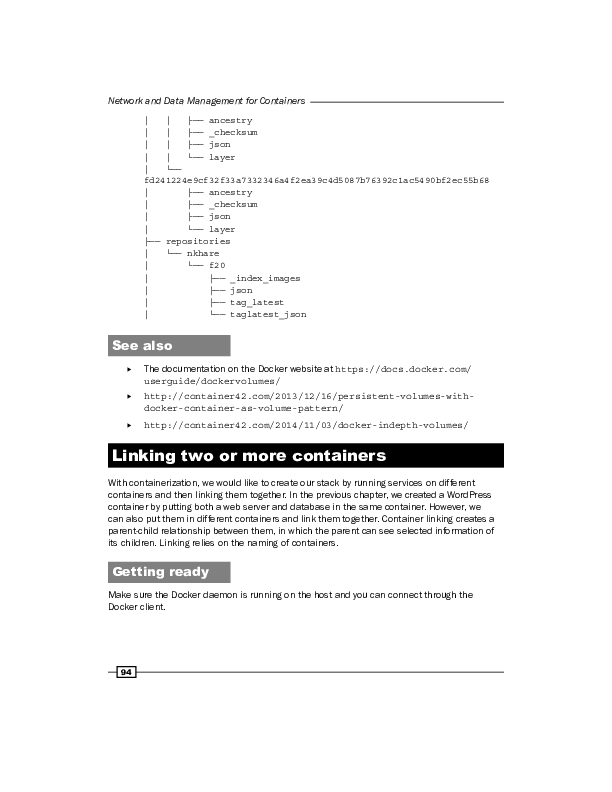 Network and Data Management for Containers
│   │   ├── ancestry
│   │   ├── _checksum
│   │   ├── json
│   │   └── layer
│   └──
fd241224e9cf32f33a7332346a4f2ea39c4d5087b76392c1ac5490bf2ec55b68
│       ├── ancestry
│       ├── _checksum
│       ├── json
│       └── layer
├── repositories
│   └── nkhare
│       └── f20
│           ├── _index_images
│           ├── json
│           ├── tag_latest
│           └── taglatest_json
See also
▶ The documentation on the Docker website at https://docs.docker.com/
userguide/dockervolumes/
▶ http://container42.com/2013/12/16/persistent-volumes-with-
docker-container-as-volume-pattern/
▶ http://container42.com/2014/11/03/docker-indepth-volumes/
Linking two or more containers
With containerization, we would like to create our stack by running services on different
containers and then linking them together. In the previous chapter, we created a WordPress
container by putting both a web server and database in the same container. However, we
can also put them in different containers and link them together. Container linking creates a
parent-child relationship between them, in which the parent can see selected information of
its children. Linking relies on the naming of containers.
Getting ready
Make sure the Docker daemon is running on the host and you can connect through the
Docker client.
94